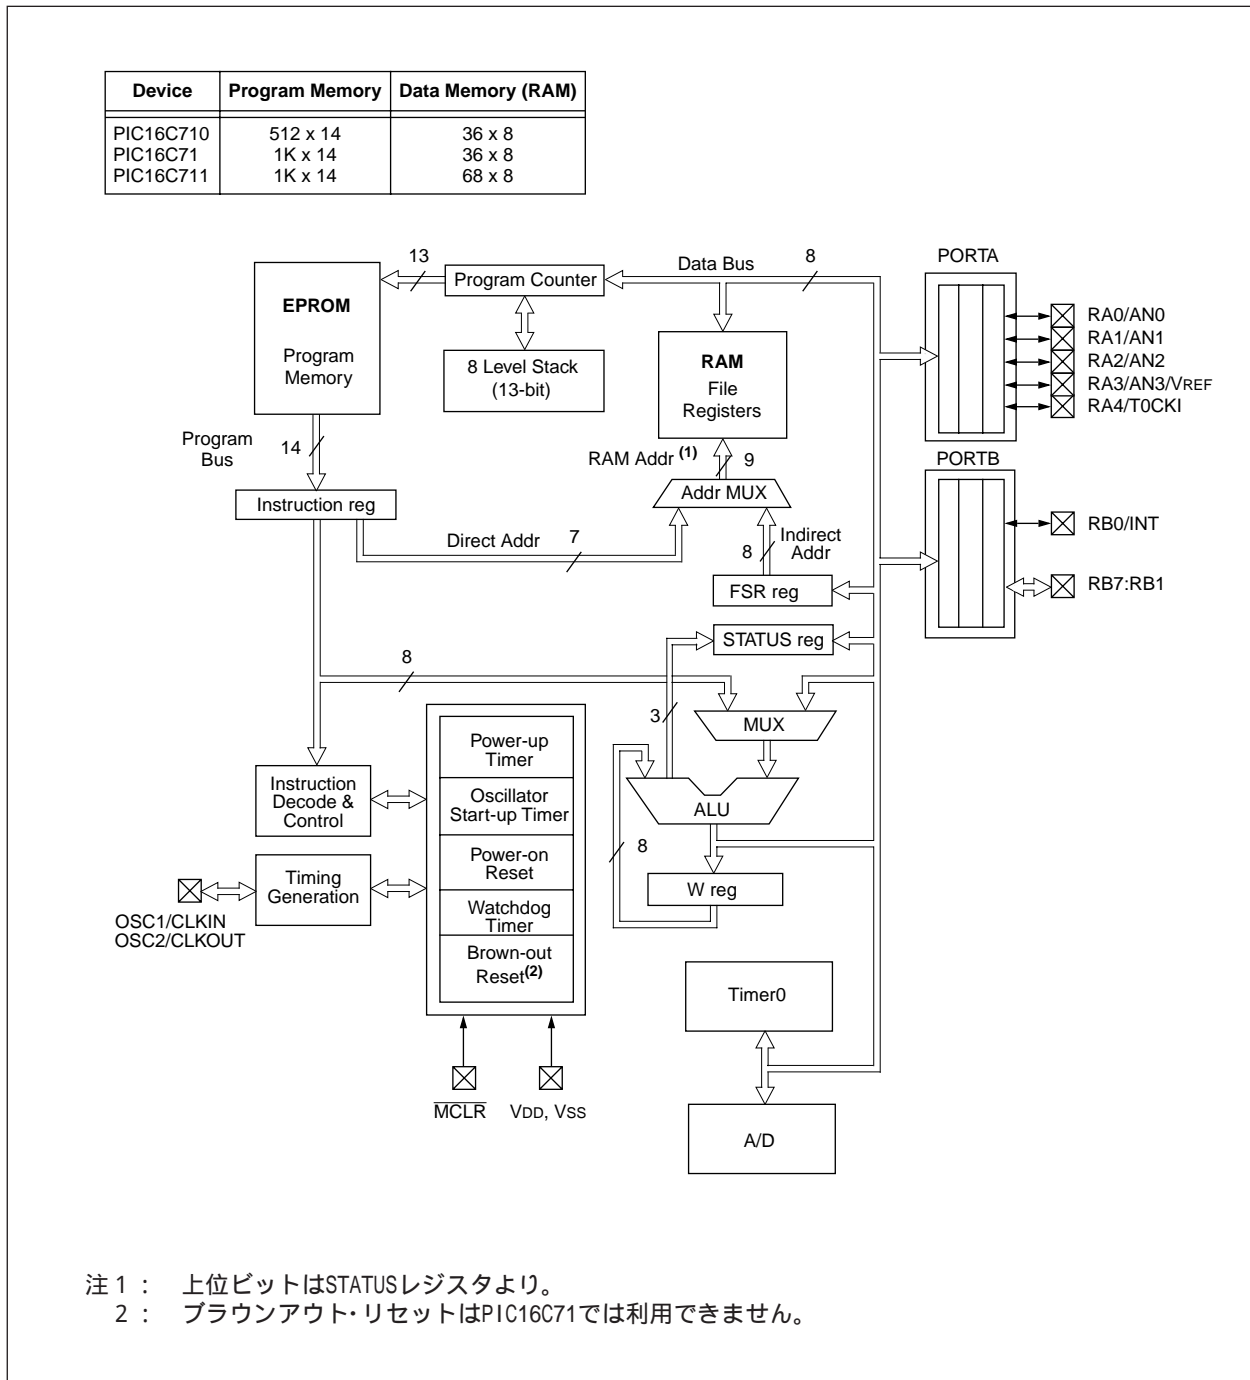 Device Program Memory Data Memory (RAM)
PIC16C710 512 x 14 36 x 8
PIC16C71 1K x 14 36 x 8
PIC16C711 1K x 14 68 x 8
EPROM
Program
Memory
13
Program Counter
8 Level Stack
(13-bit)
Data Bus
8
RAM
File
Registers
PORTA
RA0/AN0
RA1/AN1
RA2/AN2
RA3/AN3/VREF
RA4/T0CKI
Program
Bus
14
RAM Addr (1)
9
Addr MUX
PORTB
RB0/INT
RB7:RB1
Instruction reg
Direct Addr
7
8
Indirect
Addr
FSR reg
STATUS reg
8
3
MUX
ALU
8
W reg
Power-up
Timer
Oscillator
Start-up Timer
Power-on
Reset
Watchdog
Timer
Brown-out
Reset(2)
Instruction
Decode &
Control
Timing
Generation
OSC1/CLKIN
OSC2/CLKOUT
MCLR
VDD, VSS
Timer0
A/D
注1： 上位ビットはSTATUSレジスタより。
2： ブラウンアウト・リセットはPIC16C71では利用できません。